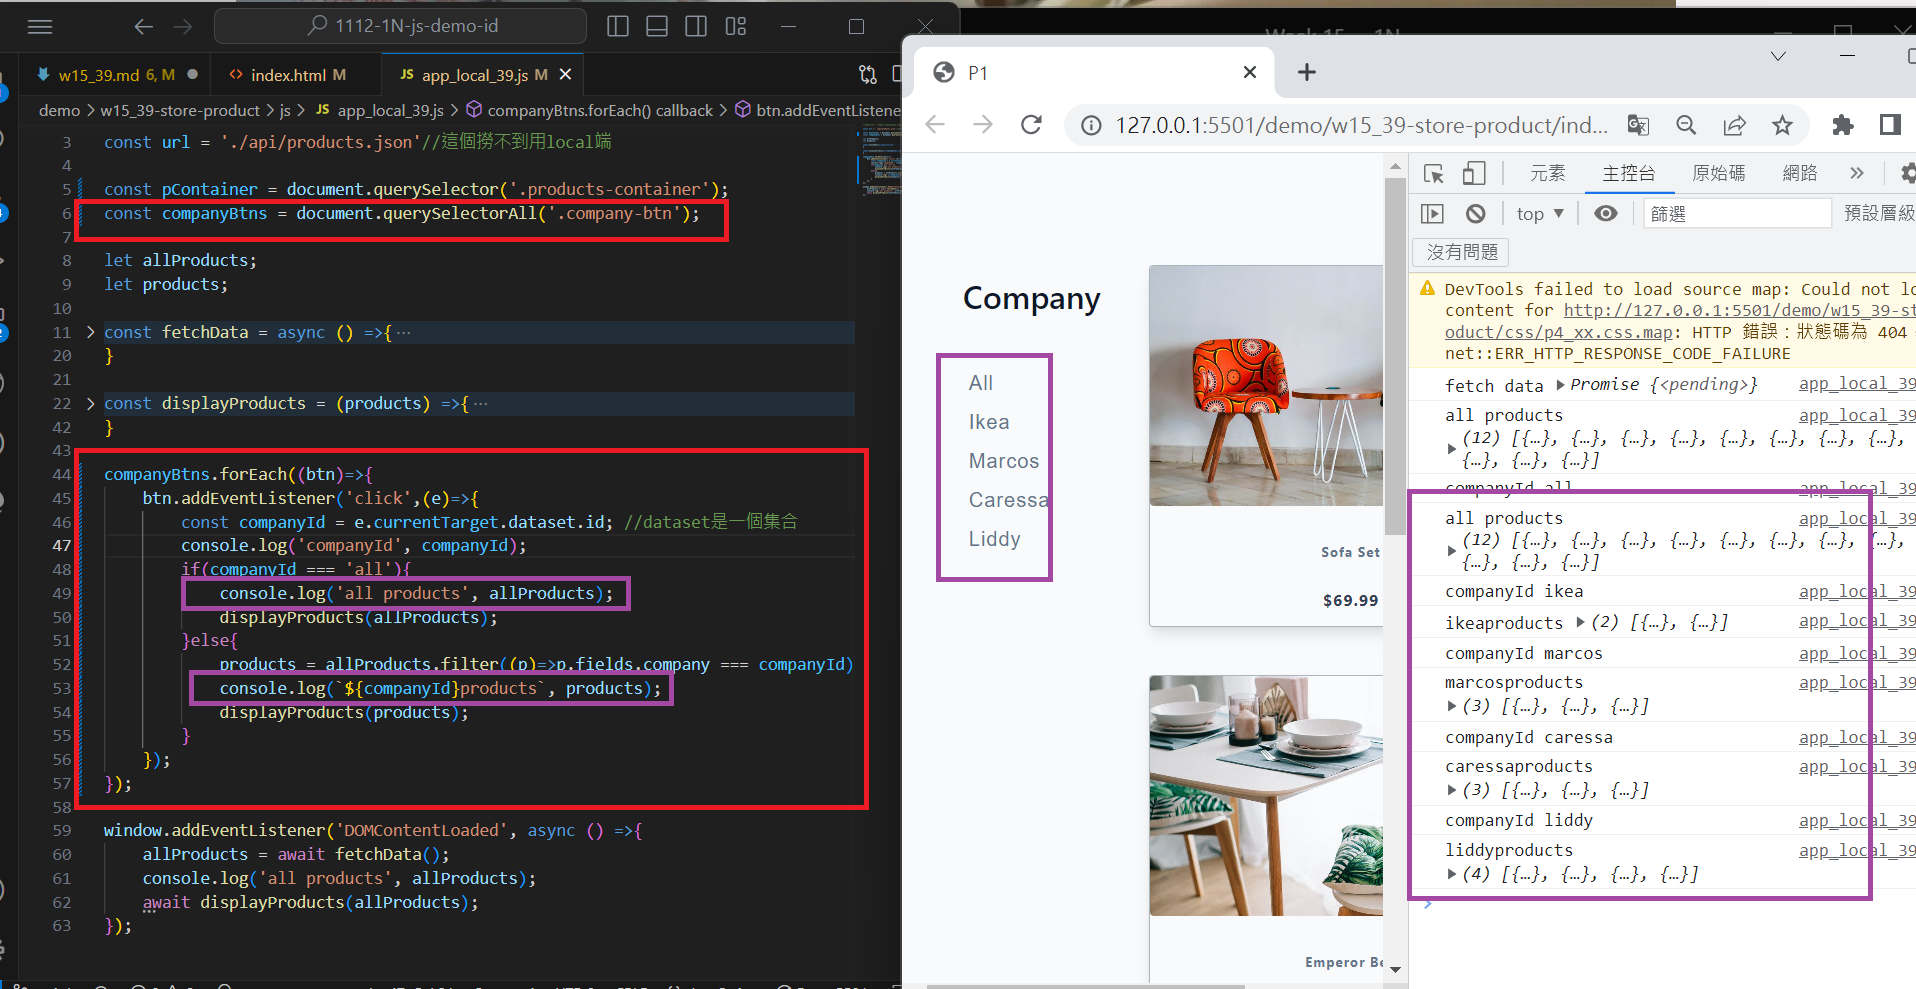 1112-1N-js-demo-id
w15_39.md 6, M
index.html M
JS app_local_39.js M
demo > w15_39-store-product > js > JS app_local_39.js > companyBtns.forEach() callback > btn.addEventListene
3 const url = './api/products.json'//這個撈不到用local端
4
5 const pContainer = document.querySelector('.products-container');
6 const companyBtns = document.querySelectorAll('.company-btn');
7
8 let allProducts;
9 let products;
10
11 const fetchData = async () =>{ ···
20 }
21
22 const displayProducts = (products) =>{ ···
42 }
43
44 companyBtns.forEach((btn)=>{
45 btn.addEventListener('click',(e)=>{
46 const companyId = e.currentTarget.dataset.id; //dataset是一個集合
47 console.log('companyId', companyId);
48 if(companyId === 'all'){
49 console.log('all products', allProducts);
50 displayProducts(allProducts);
51 }else{
52 products = allProducts.filter((p)=>p.fields.company === companyId)
53 console.log(`${companyId}products`, products);
54 displayProducts(products);
55 }
56 });
57 });
58
59 window.addEventListener('DOMContentLoaded', async () =>{
60 allProducts = await fetchData();
61 console.log('all products', allProducts);
62 await displayProducts(allProducts);
63 });
P1
127.0.0.1:5501/demo/w15_39-store-product/ind...
Company
All
Ikea
Marcos
Caressa
Liddy
Sofa Set
$69.99
Emperor Be
元素
主控台
原始碼
網路
top
篩選
預設層級
沒有問題
DevTools failed to load source map: Could not lo
content for http://127.0.0.1:5501/demo/w15_39-st
oduct/css/p4_xx.css.map: HTTP 錯誤：狀態碼為 404
net::ERR_HTTP_RESPONSE_CODE_FAILURE
fetch data ▶Promise {<pending>} app_local_39
all products app_local_39
▶(12) [{…}, {…}, {…}, {…}, {…}, {…}, {…}, {…},
{…}, {…}, {…}]
companyId all app_local_39
all products app_local_39
▶(12) [{…}, {…}, {…}, {…}, {…}, {…}, {…}, {…},
{…}, {…}, {…}]
companyId ikea app_local_39
ikeaproducts ▶(2) [{…}, {…}] app_local_39
companyId marcos app_local_39
marcosproducts app_local_39
▶(3) [{…}, {…}, {…}]
companyId caressa app_local_39
caressaproducts app_local_39
▶(3) [{…}, {…}, {…}]
companyId liddy app_local_39
liddyproducts app_local_39
▶(4) [{…}, {…}, {…}, {…}]